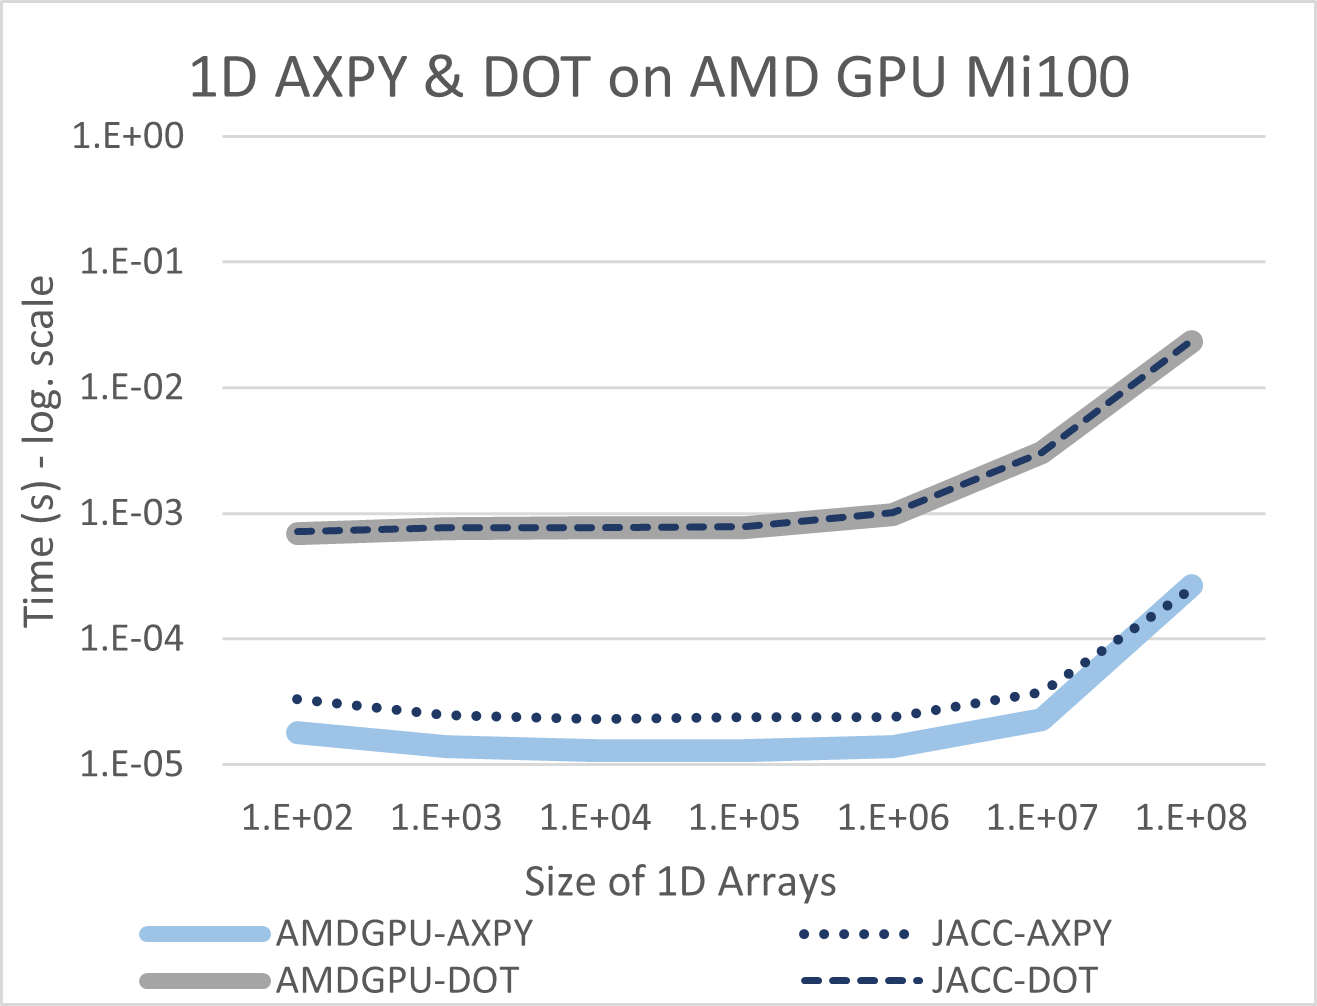 1D AXPY & DOT on AMD GPU Mi100
1.E+00
1.E-01
1.E-02
1.E-03
1.E-04
1.E-05
Time (s) - log. scale
1.E+02 1.E+03 1.E+04 1.E+05 1.E+06 1.E+07 1.E+08
Size of 1D Arrays
AMDGPU-AXPY JACC-AXPY
AMDGPU-DOT JACC-DOT